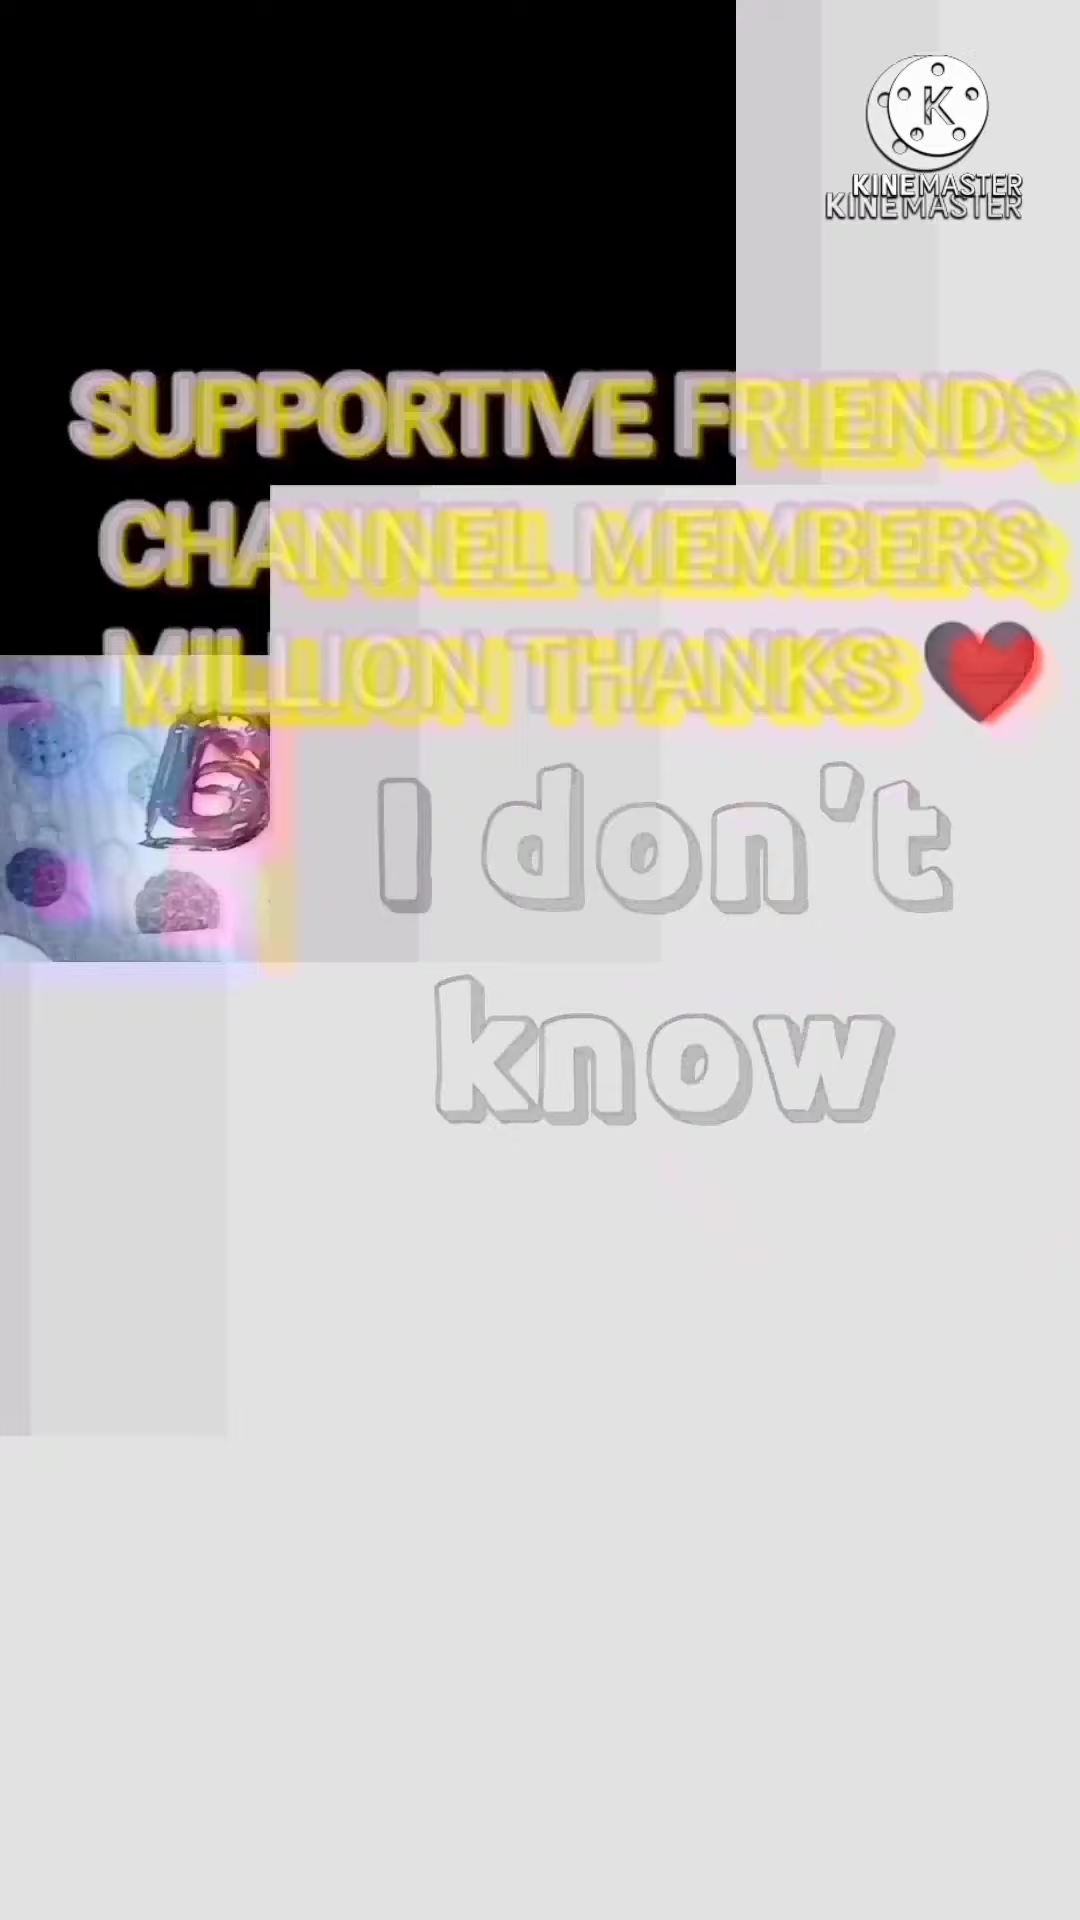 K
KINEMASTER
KINEMASTER
SUPPORTIVE FRIENDS
CHANNEL MEMBERS
MILLION THANKS ♥
I don't
know